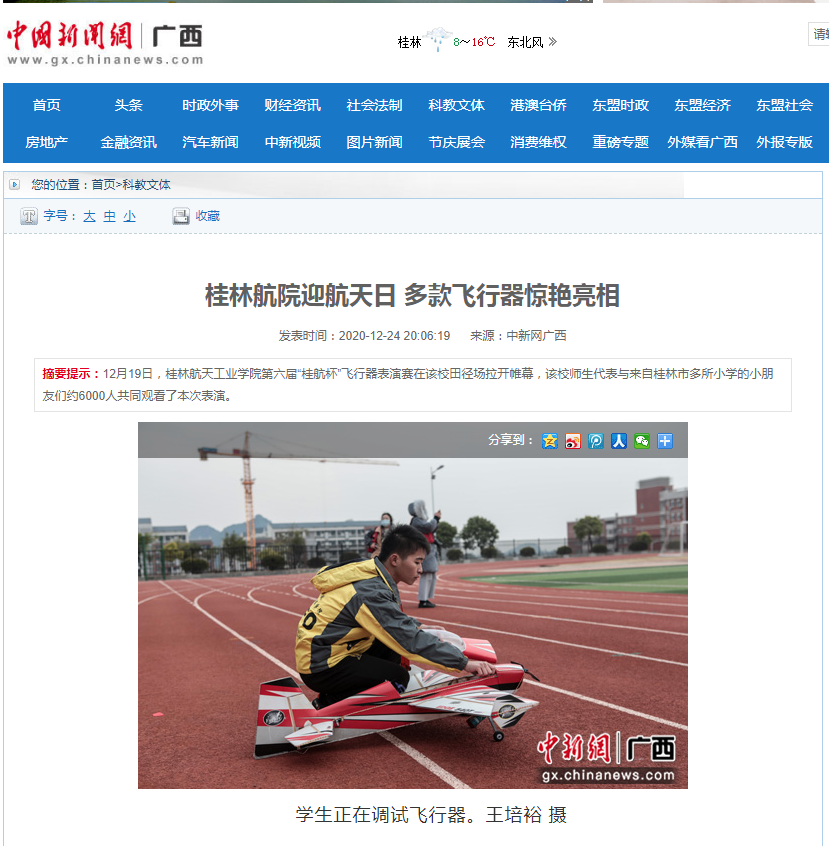 中國新聞網 广西
www.gx.chinanews.com
桂林 8～16℃ 东北风
首页 头条 时政外事 财经资讯 社会法制 科教文体 港澳台侨 东盟时政 东盟经济 东盟社会
房地产 金融资讯 汽车新闻 中新视频 图片新闻 节庆展会 消费维权 重磅专题 外媒看广西 外报专版
您的位置：首页>科教文体
字号： 大 中 小 收藏
桂林航院迎航天日 多款飞行器惊艳亮相
发表时间：2020-12-24 20:06:19 来源：中新网广西
摘要提示：12月19日，桂林航天工业学院第六届“桂航杯”飞行器表演赛在该校田径场拉开帷幕，该校师生代表与来自桂林市多所小学的小朋
友们约6000人共同观看了本次表演。
分享到：
中新網 广西
gx.chinanews.com
学生正在调试飞行器。王培裕 摄